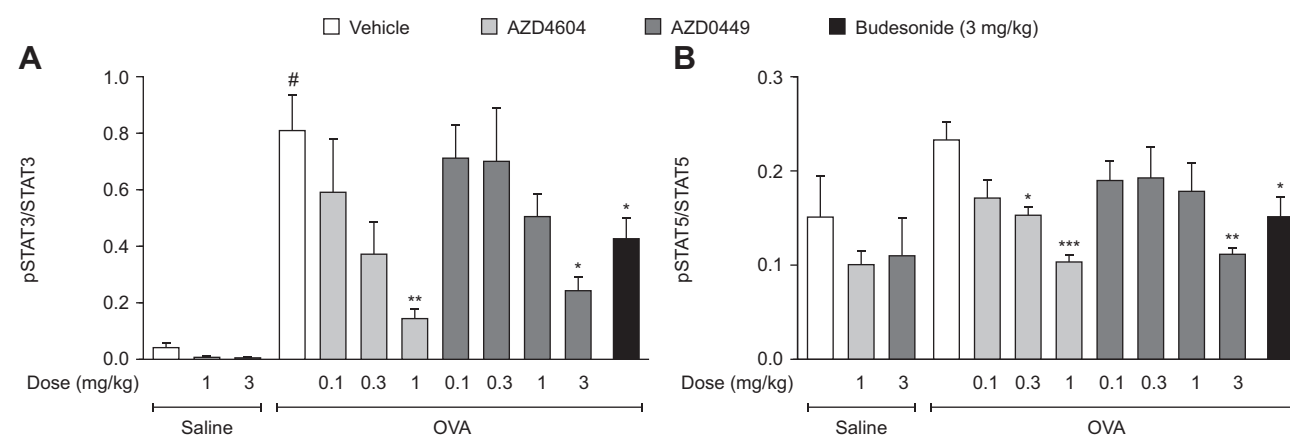 Vehicle AZD4604 AZD0449 Budesonide (3 mg/kg)
A
1.0
0.8
0.6
0.4
0.2
0.0
pSTAT3/STAT3
#
**
*
*
Dose (mg/kg) 1 3 0.1 0.3 1 0.1 0.3 1 3
Saline OVA
B
0.3
0.2
0.1
0.0
pSTAT5/STAT5
*
***
**
*
Dose (mg/kg) 1 3 0.1 0.3 1 0.1 0.3 1 3
Saline OVA